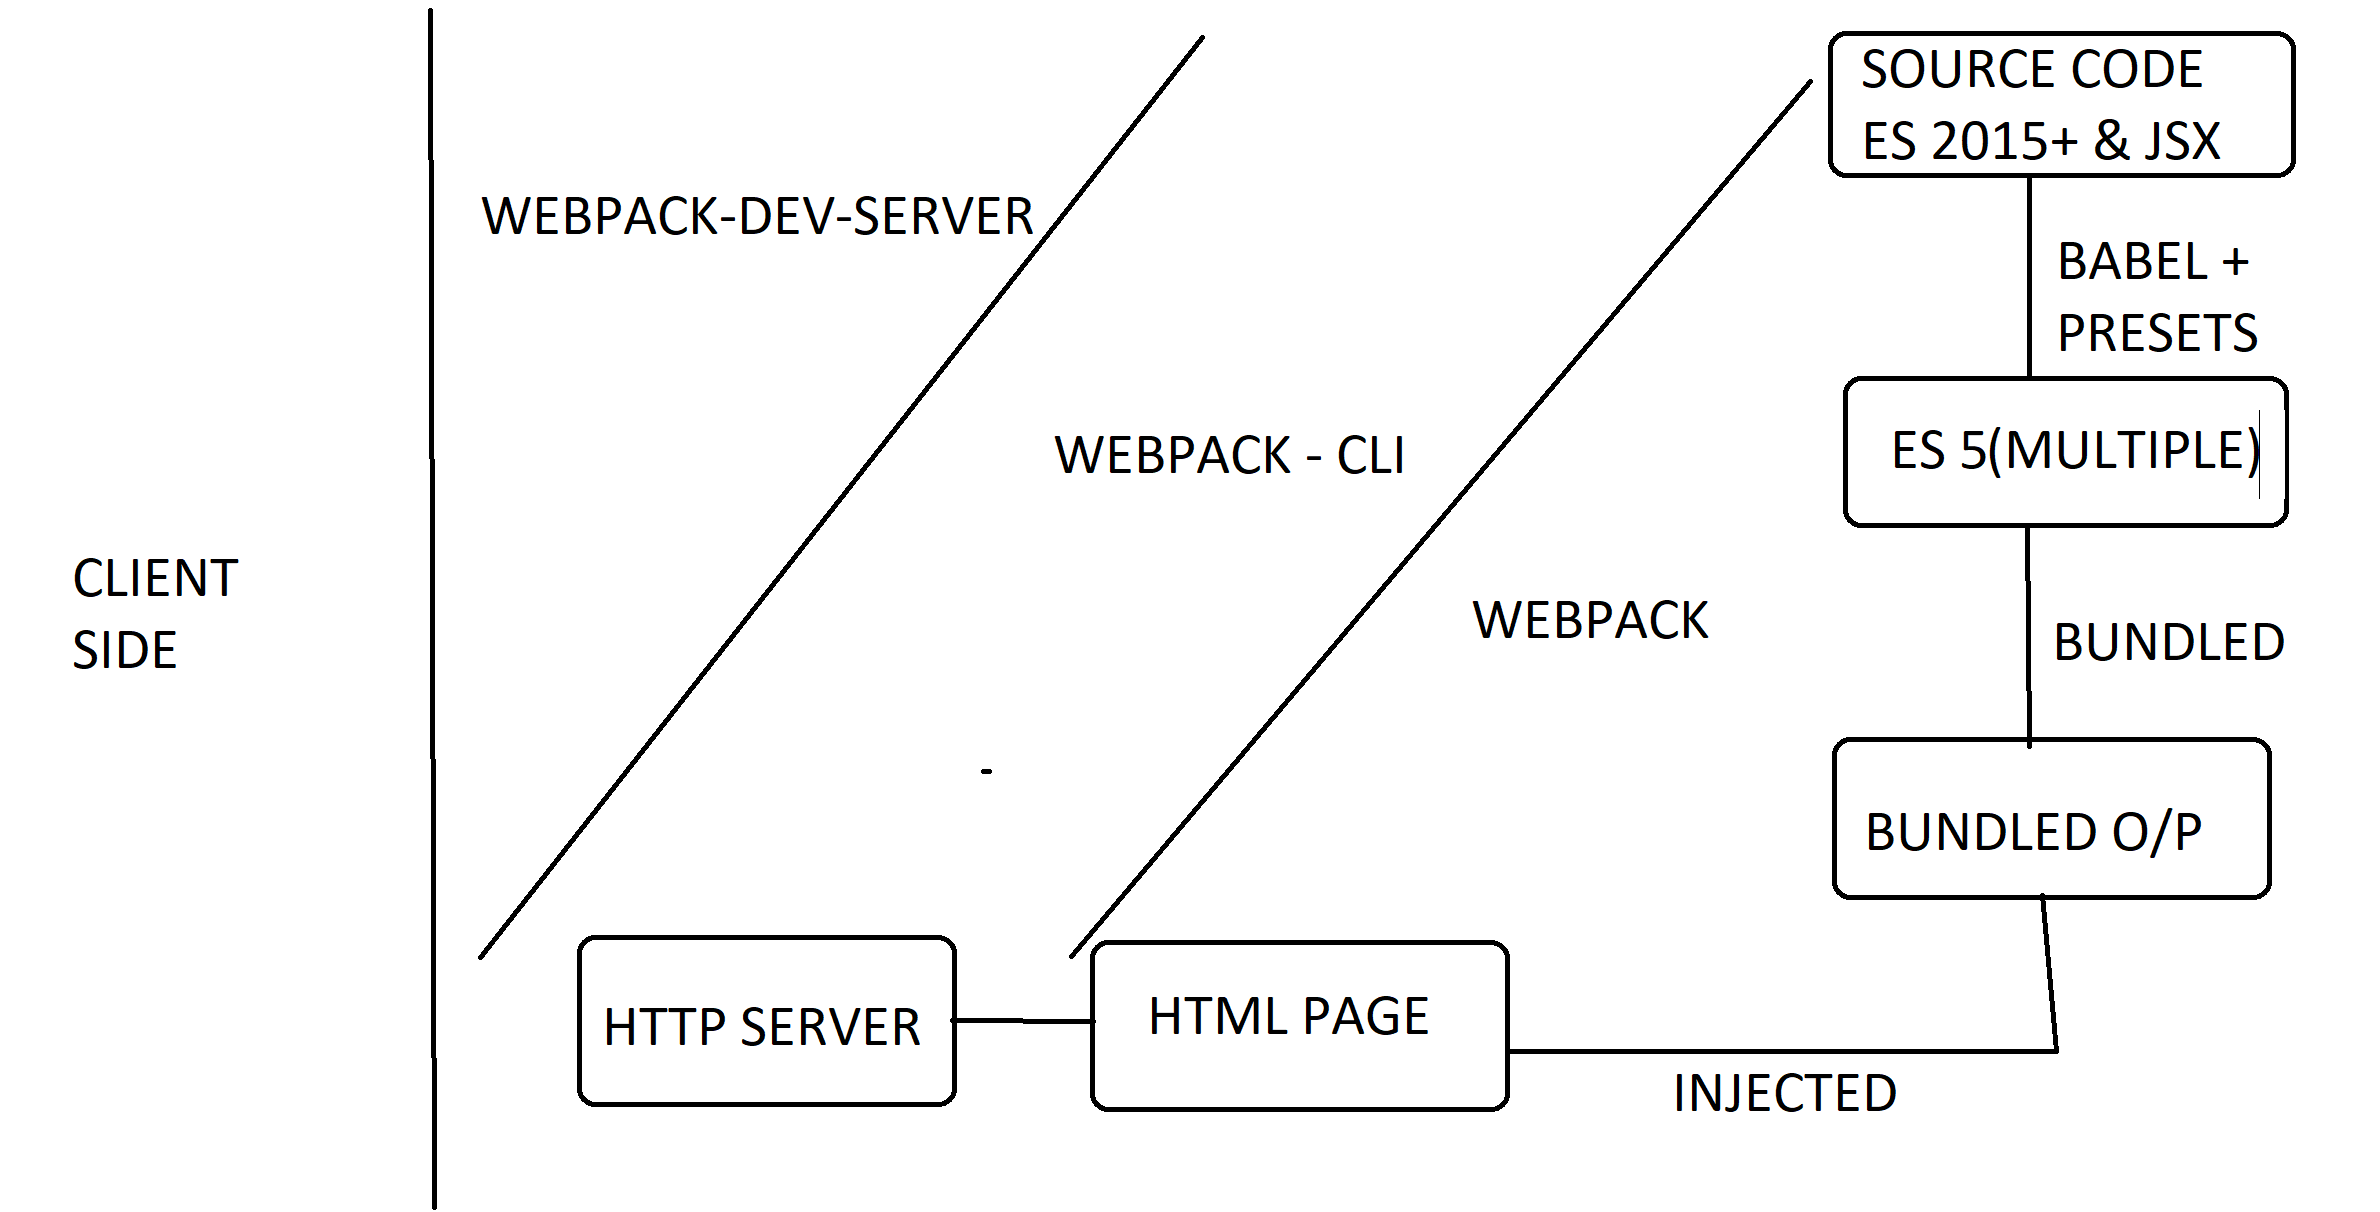 SOURCE CODE
ES 2015+ & JSX
WEBPACK-DEV-SERVER
BABEL +
PRESETS
WEBPACK - CLI
ES 5(MULTIPLE)
CLIENT
SIDE
WEBPACK
BUNDLED
BUNDLED O/P
HTTP SERVER
HTML PAGE
INJECTED